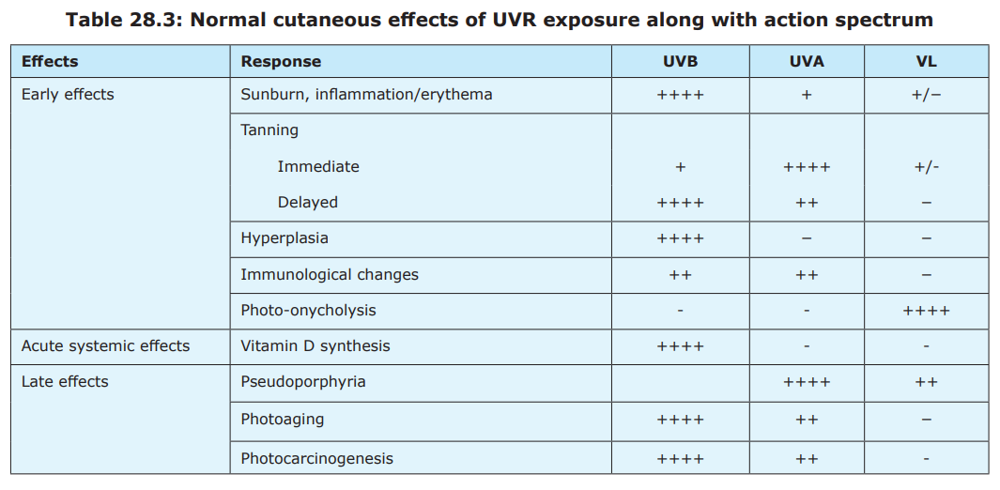 Table 28.3: Normal cutaneous effects of UVR exposure along with action spectrum
Effects Response UVB UVA VL
Early effects Sunburn, inflammation/erythema ++++ + +/−
Tanning
Immediate + ++++ +/-
Delayed ++++ ++ −
Hyperplasia ++++ − −
Immunological changes ++ ++ −
Photo-onycholysis - - ++++
Acute systemic effects Vitamin D synthesis ++++ - -
Late effects Pseudoporphyria ++++ ++
Photoaging ++++ ++ −
Photocarcinogenesis ++++ ++ -